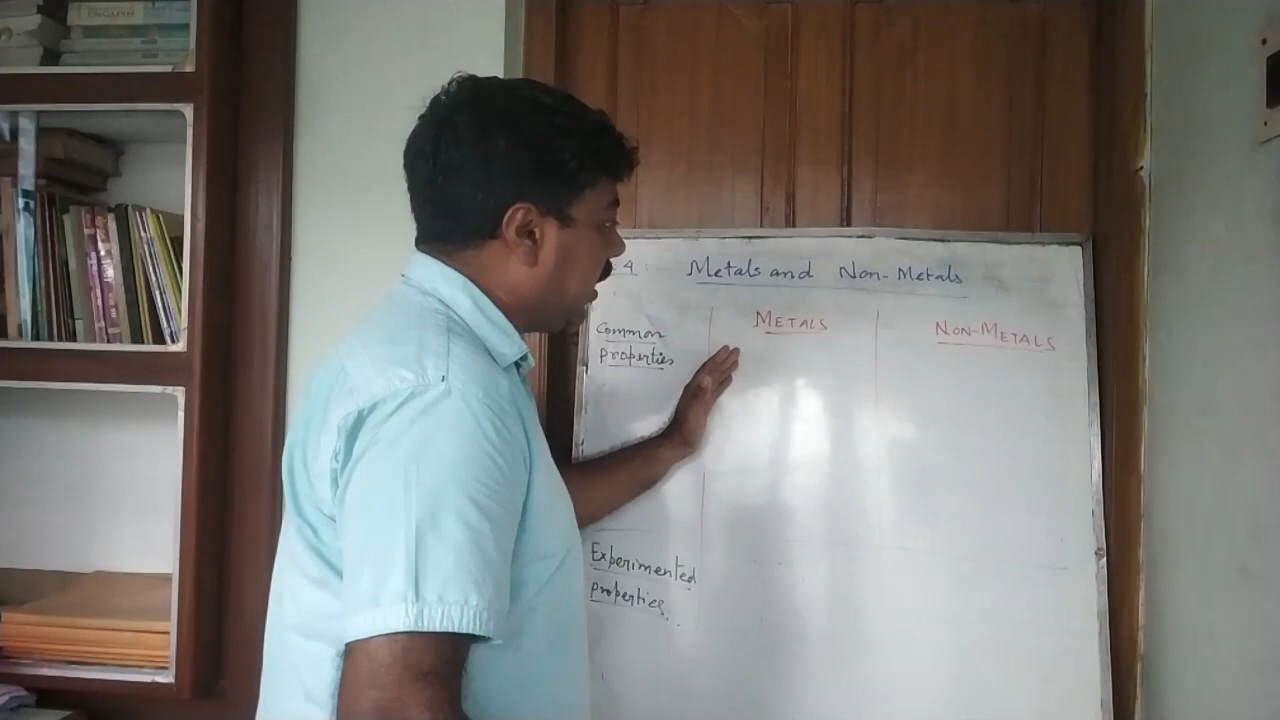 ENGLISH
4:
Metals and Non-Metals
Common
properties
METALS
NON-METALS
Experimented
properties.